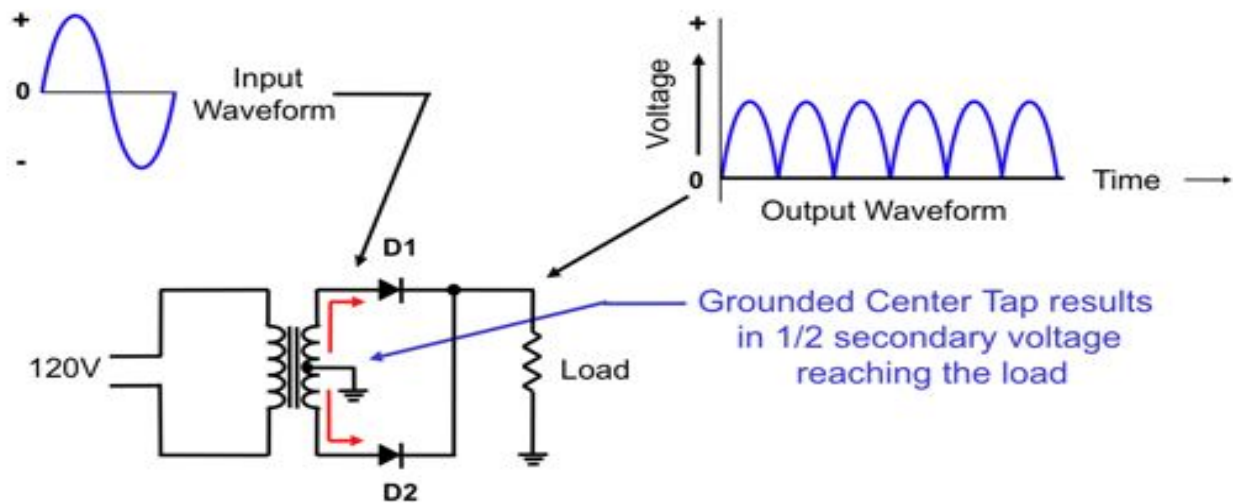 +
0
-
Input
Waveform
+
Voltage
0
Time
Output Waveform
D1
120V
Load
D2
Grounded Center Tap results
in 1/2 secondary voltage
reaching the load